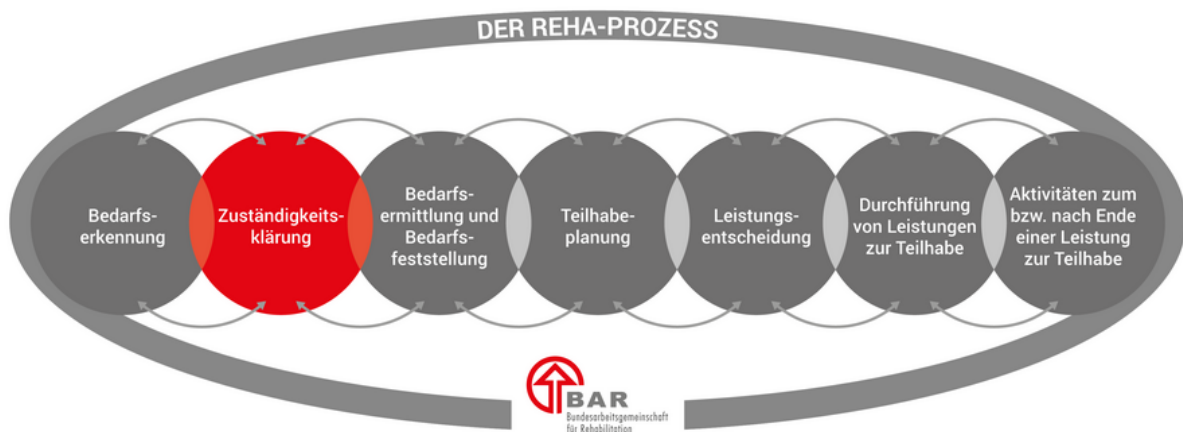 DER REHA-PROZESS
Bedarfs-
erkennung
Zuständigkeits-
klärung
Bedarfs-
ermittlung und
Bedarfs-
feststellung
Teilhabe-
planung
Leistungs-
entscheidung
Durchführung
von Leistungen
zur Teilhabe
Aktivitäten zum
bzw. nach Ende
einer Leistung
zur Teilhabe
BAR
Bundesarbeitsgemeinschaft
für Rehabilitation